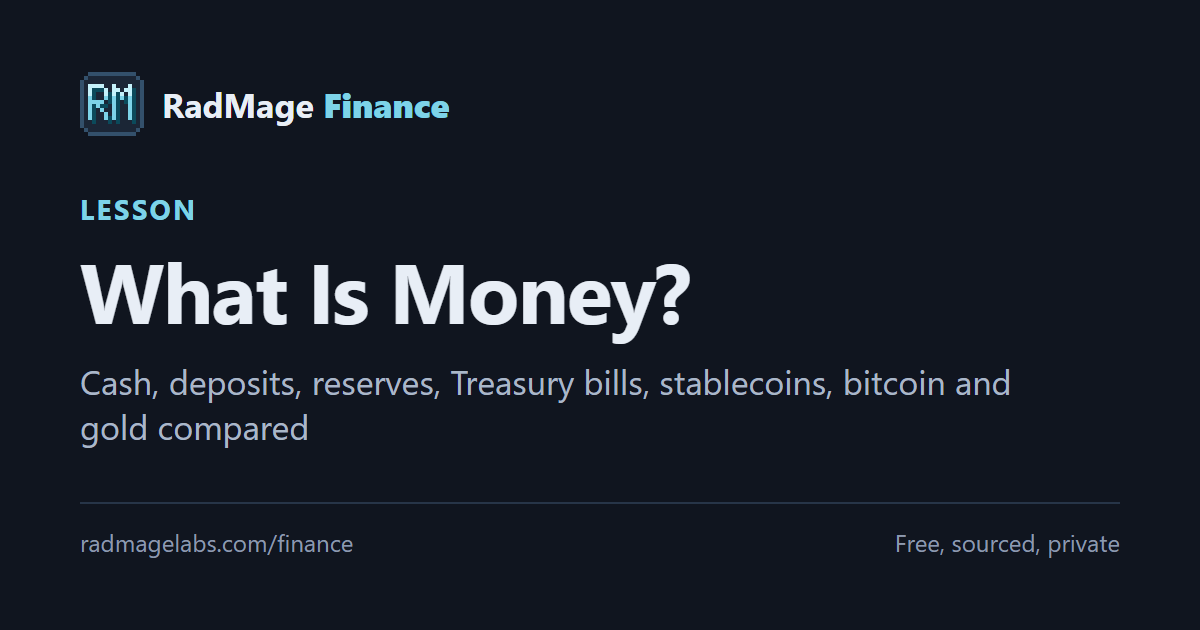 RM
RadMage Finance
LESSON
What Is Money?
Cash, deposits, reserves, Treasury bills, stablecoins, bitcoin and
gold compared
radmagelabs.com/finance
Free, sourced, private